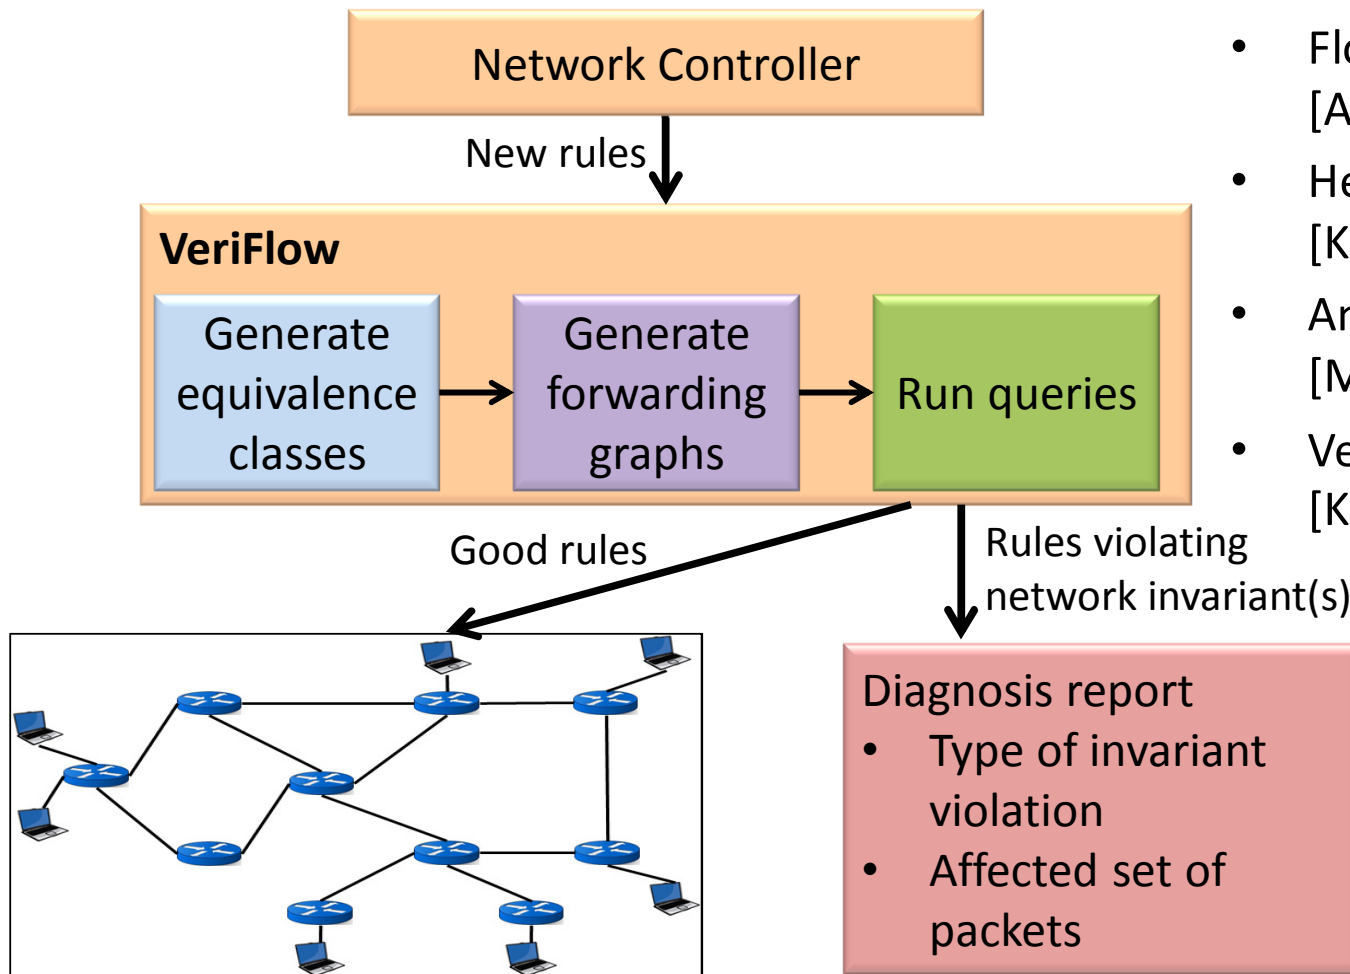 Network Controller
New rules
VeriFlow
Generate
equivalence
classes
Generate
forwarding
graphs
Run queries
Good rules
Rules violating
network invariant(s)
Diagnosis report
• Type of invariant
violation
• Affected set of
packets
•
•
•
•